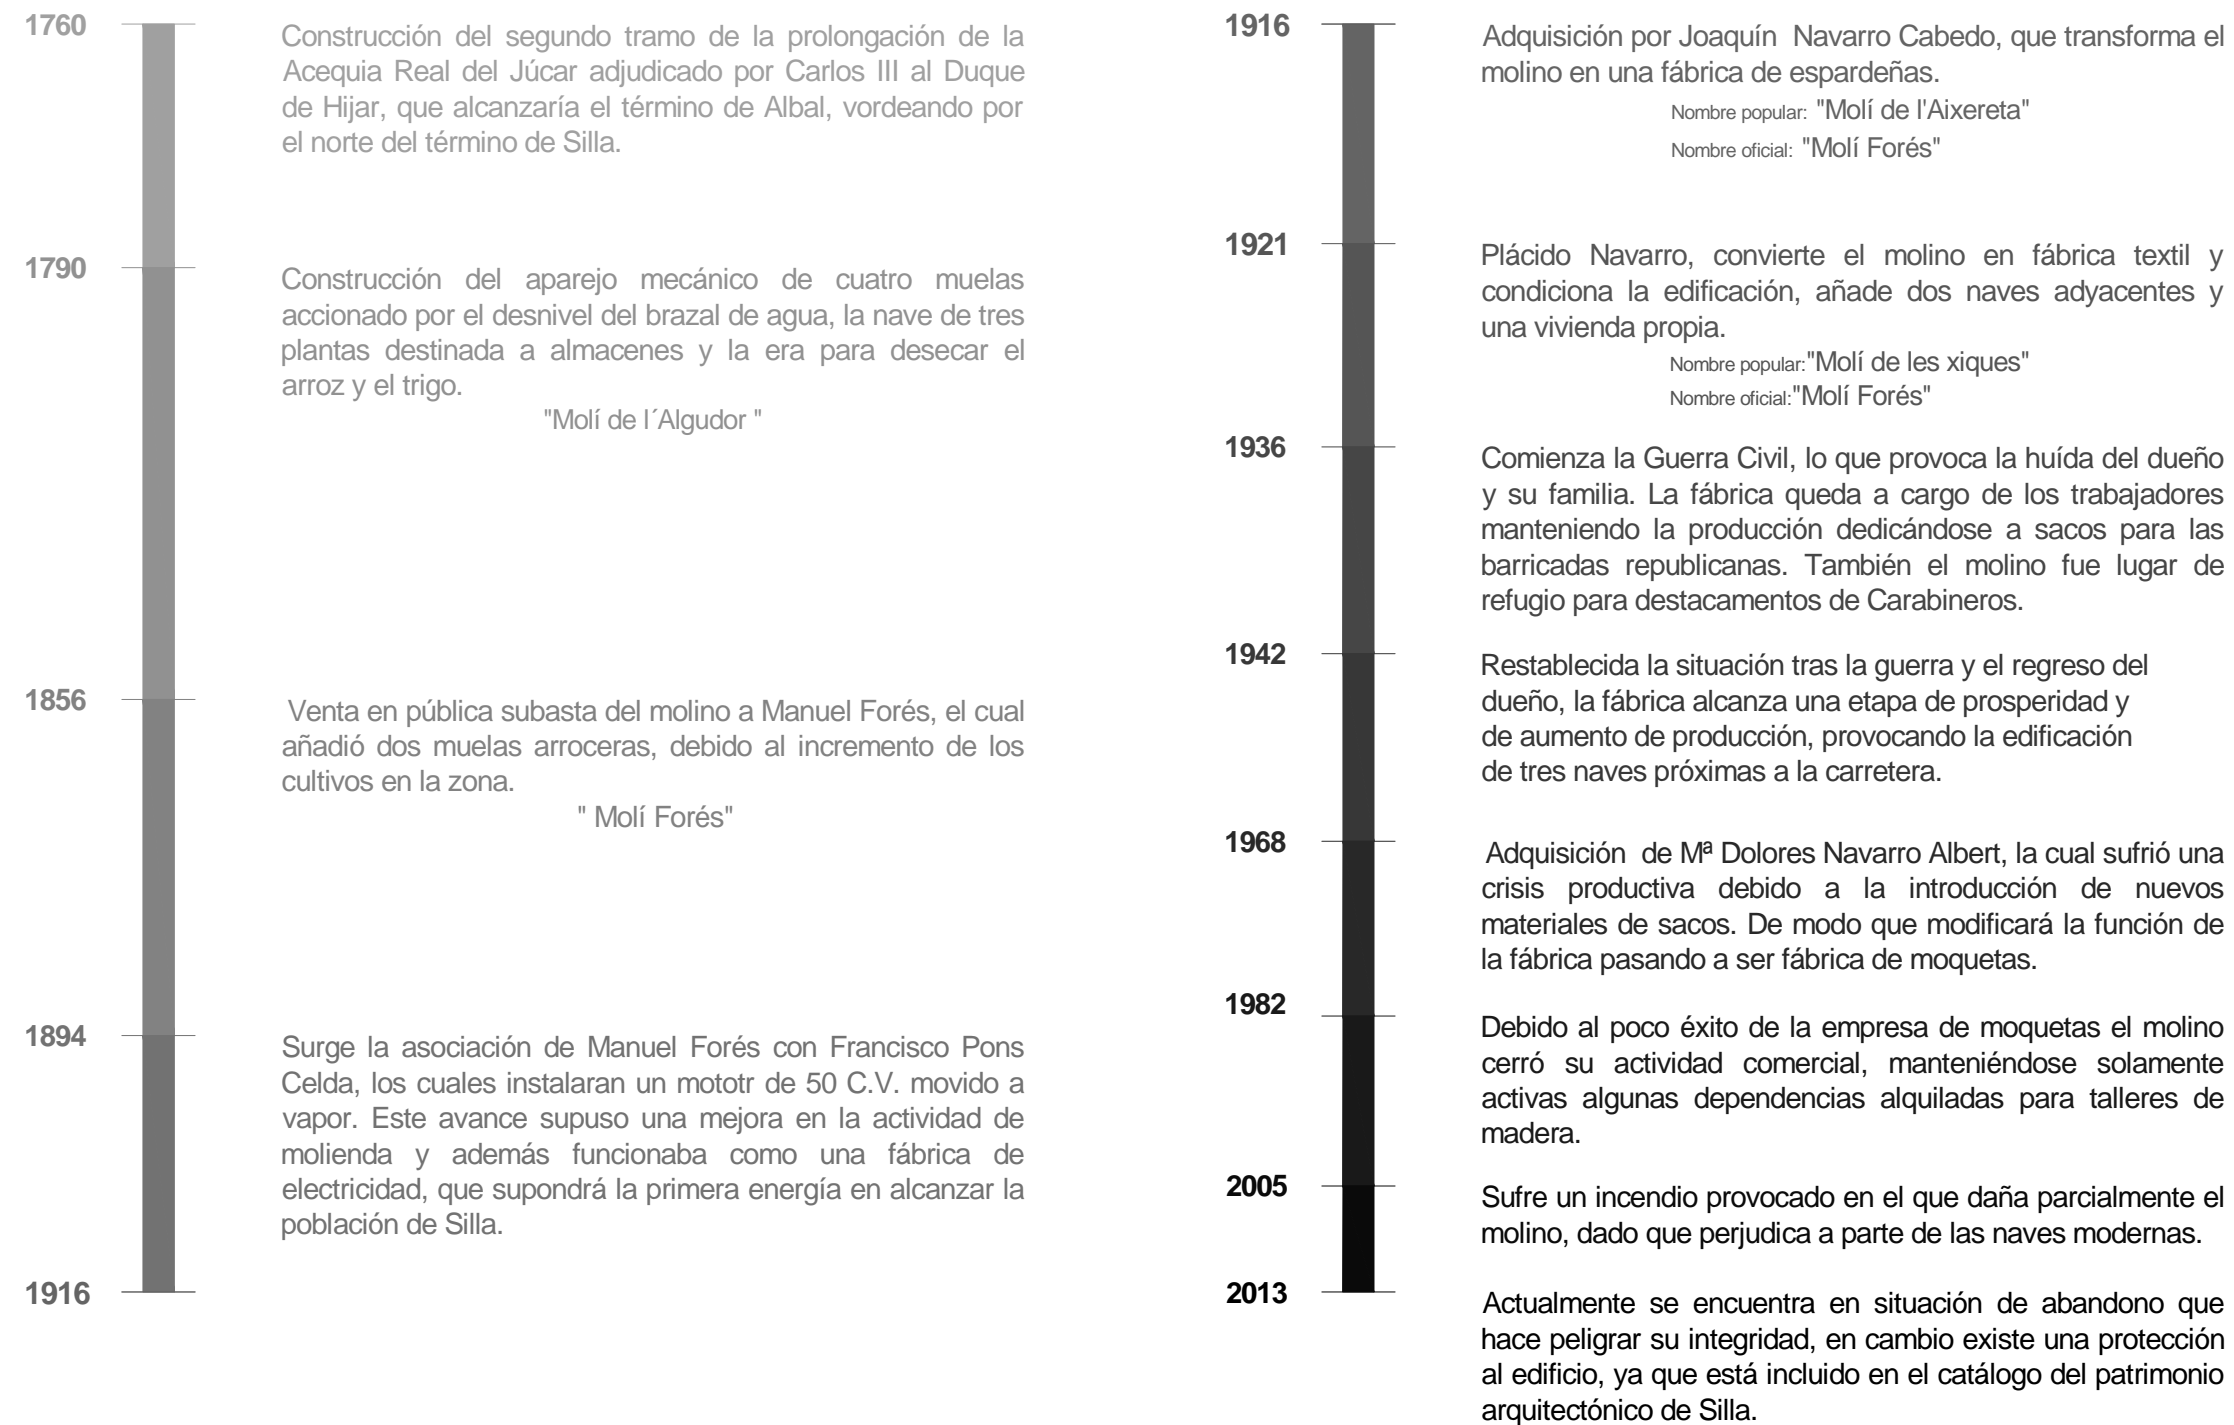 1760
Construcción del segundo tramo de la prolongación de la
Acequia Real del Júcar adjudicado por Carlos III al Duque
de Hijar, que alcanzaría el término de Albal, vordeando por
el norte del término de Silla.
1790
Construcción del aparejo mecánico de cuatro muelas
accionado por el desnivel del brazal de agua, la nave de tres
plantas destinada a almacenes y la era para desecar el
arroz y el trigo.
"Molí de l´Algudor "
1856
Venta en pública subasta del molino a Manuel Forés, el cual
añadió dos muelas arroceras, debido al incremento de los
cultivos en la zona.
" Molí Forés"
1894
Surge la asociación de Manuel Forés con Francisco Pons
Celda, los cuales instalaran un mototr de 50 C.V. movido a
vapor. Este avance supuso una mejora en la actividad de
molienda y además funcionaba como una fábrica de
electricidad, que supondrá la primera energía en alcanzar la
población de Silla.
1916
1916
Adquisición por Joaquín  Navarro Cabedo, que transforma el
molino en una fábrica de espardeñas.
Nombre popular: "Molí de l'Aixereta"
Nombre oficial: "Molí Forés"
1921
Plácido Navarro, convierte el molino en fábrica textil y
condiciona la edificación, añade dos naves adyacentes y
una vivienda propia.
Nombre popular:"Molí de les xiques"
Nombre oficial:"Molí Forés"
1936
Comienza la Guerra Civil, lo que provoca la huída del dueño
y su familia. La fábrica queda a cargo de los trabajadores
manteniendo la producción dedicándose a sacos para las
barricadas republicanas. También el molino fue lugar de
refugio para destacamentos de Carabineros.
1942
Restablecida la situación tras la guerra y el regreso del
dueño, la fábrica alcanza una etapa de prosperidad y
de aumento de producción, provocando la edificación
de tres naves próximas a la carretera.
1968
Adquisición  de Mª Dolores Navarro Albert, la cual sufrió una
crisis productiva debido a la introducción de nuevos
materiales de sacos. De modo que modificará la función de
la fábrica pasando a ser fábrica de moquetas.
1982
Debido al poco éxito de la empresa de moquetas el molino
cerró su actividad comercial, manteniéndose solamente
activas algunas dependencias alquiladas para talleres de
madera.
2005
Sufre un incendio provocado en el que daña parcialmente el
molino, dado que perjudica a parte de las naves modernas.
2013
Actualmente se encuentra en situación de abandono que
hace peligrar su integridad, en cambio existe una protección
al edificio, ya que está incluido en el catálogo del patrimonio
arquitectónico de Silla.